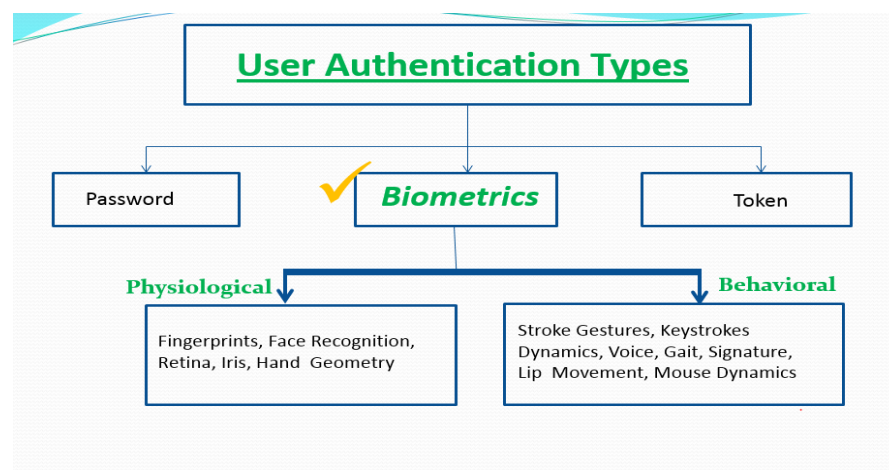 User Authentication Types
Password
Biometrics
Token
Physiological
Behavioral
Fingerprints, Face Recognition,
Retina, Iris, Hand Geometry
Stroke Gestures, Keystrokes
Dynamics, Voice, Gait, Signature,
Lip Movement, Mouse Dynamics